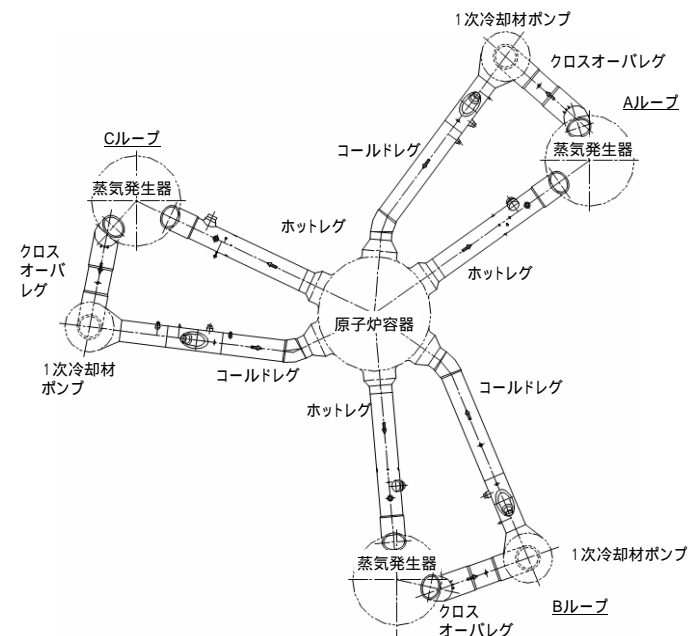 1次冷却材ポンプ
クロスオーバレグ
Aループ
蒸気発生器
コールドレグ
ホットレグ
Cループ
蒸気発生器
クロス
オーバ
レグ
ホットレグ
原子炉容器
1次冷却材
ポンプ
コールドレグ
ホットレグ
コールドレグ
1次冷却材ポンプ
蒸気発生器
クロス
オーバレグ
Bループ